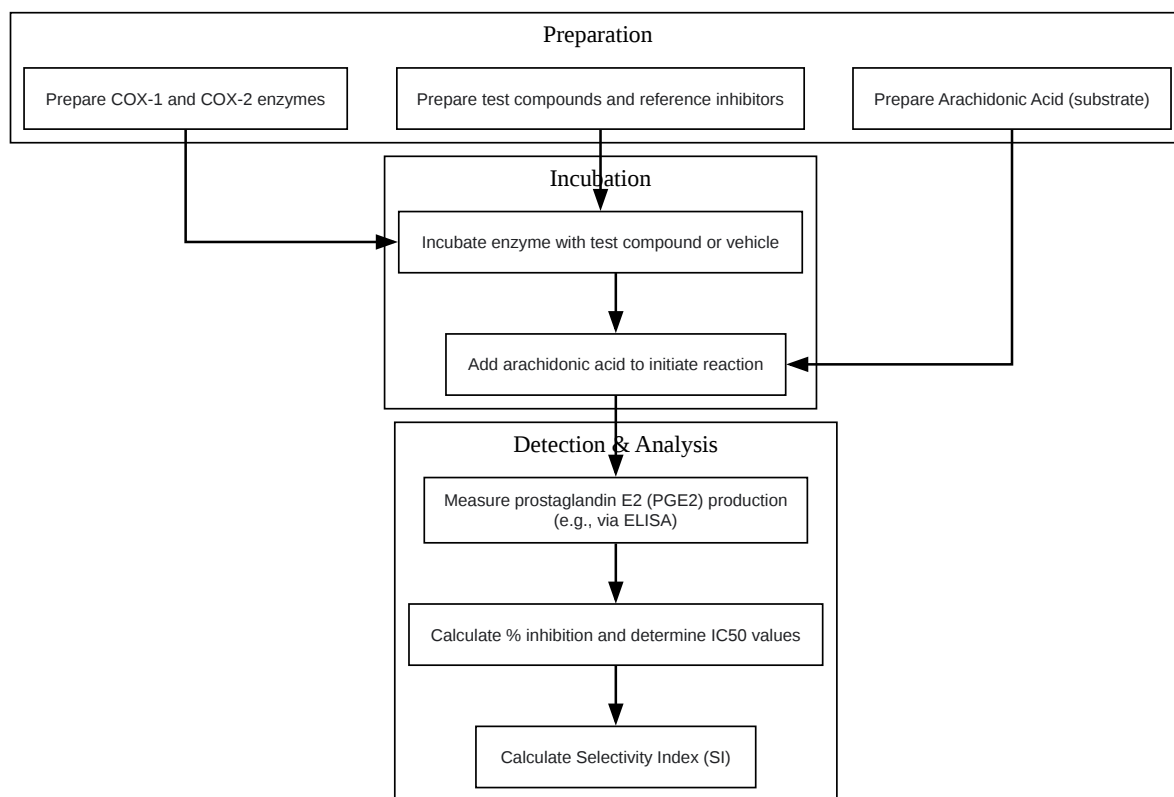 Preparation
Prepare COX-1 and COX-2 enzymes
Prepare test compounds and reference inhibitors
Prepare Arachidonic Acid (substrate)
Incubation
Incubate enzyme with test compound or vehicle
Add arachidonic acid to initiate reaction
Detection & Analysis
Measure prostaglandin E2 (PGE2) production
(e.g., via ELISA)
Calculate % inhibition and determine IC50 values
Calculate Selectivity Index (SI)